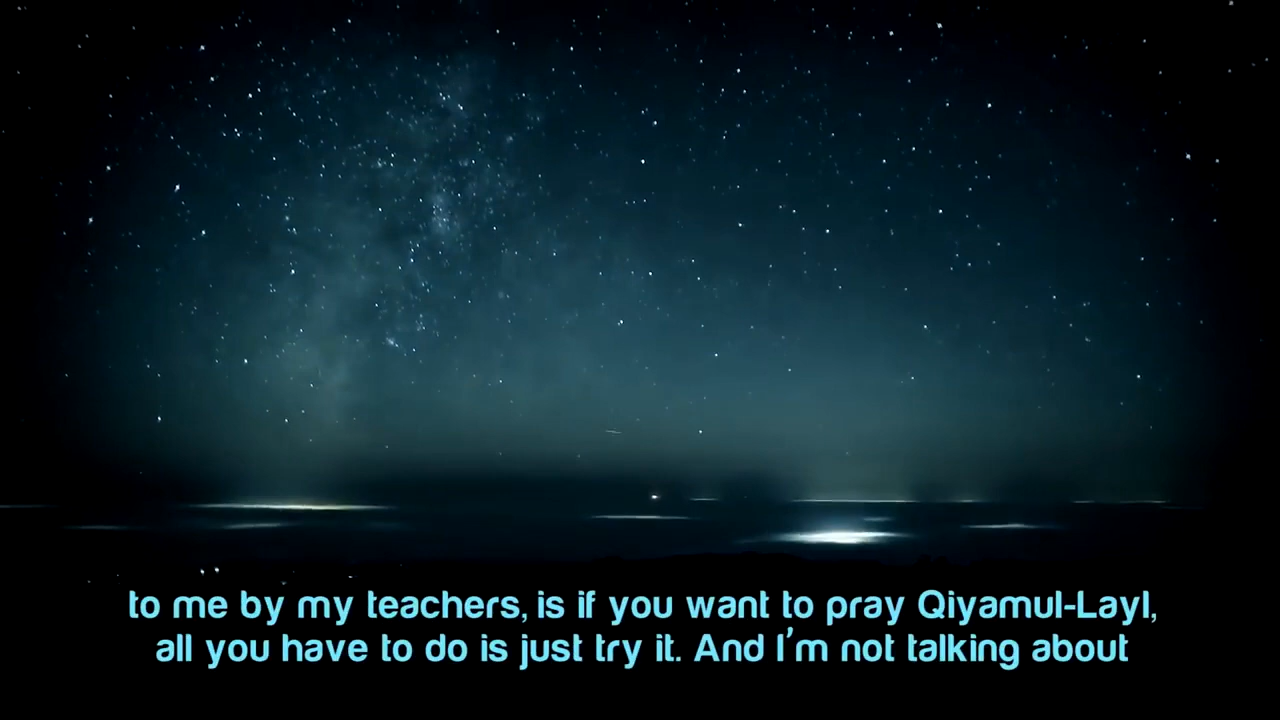 to me by my teachers, is if you want to pray Qiyamul-Layl,
all you have to do is just try it. And I'm not talking about